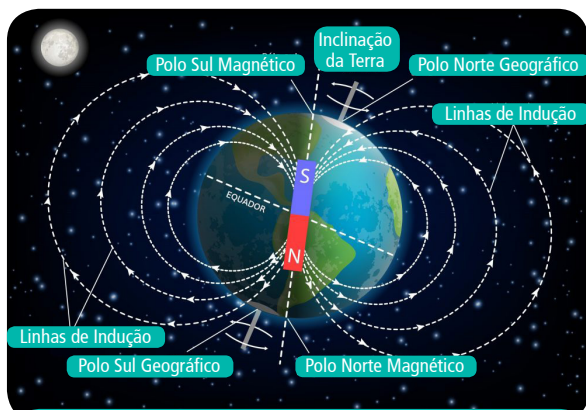 Inclinação
da Terra
Polo Sul Magnético
Polo Norte Geográfico
Linhas de Indução
S
EQUADOR
N
Linhas de Indução
Polo Sul Geográfico
Polo Norte Magnético